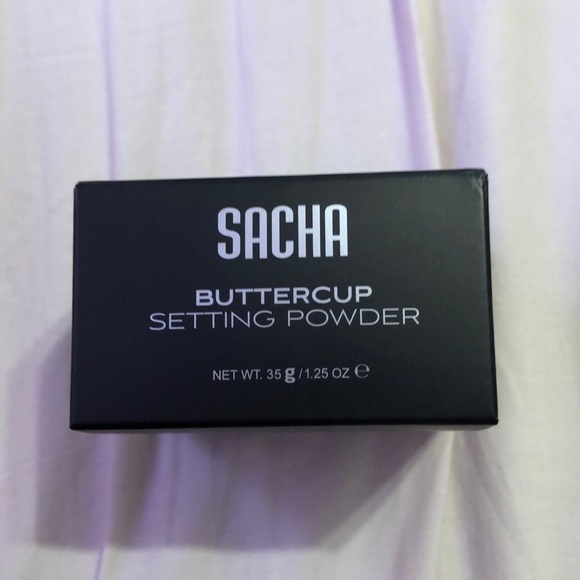 SACHA
BUTTERCUP
SETTING POWDER
NET WT. 35 g / 1.25 OZ ℮